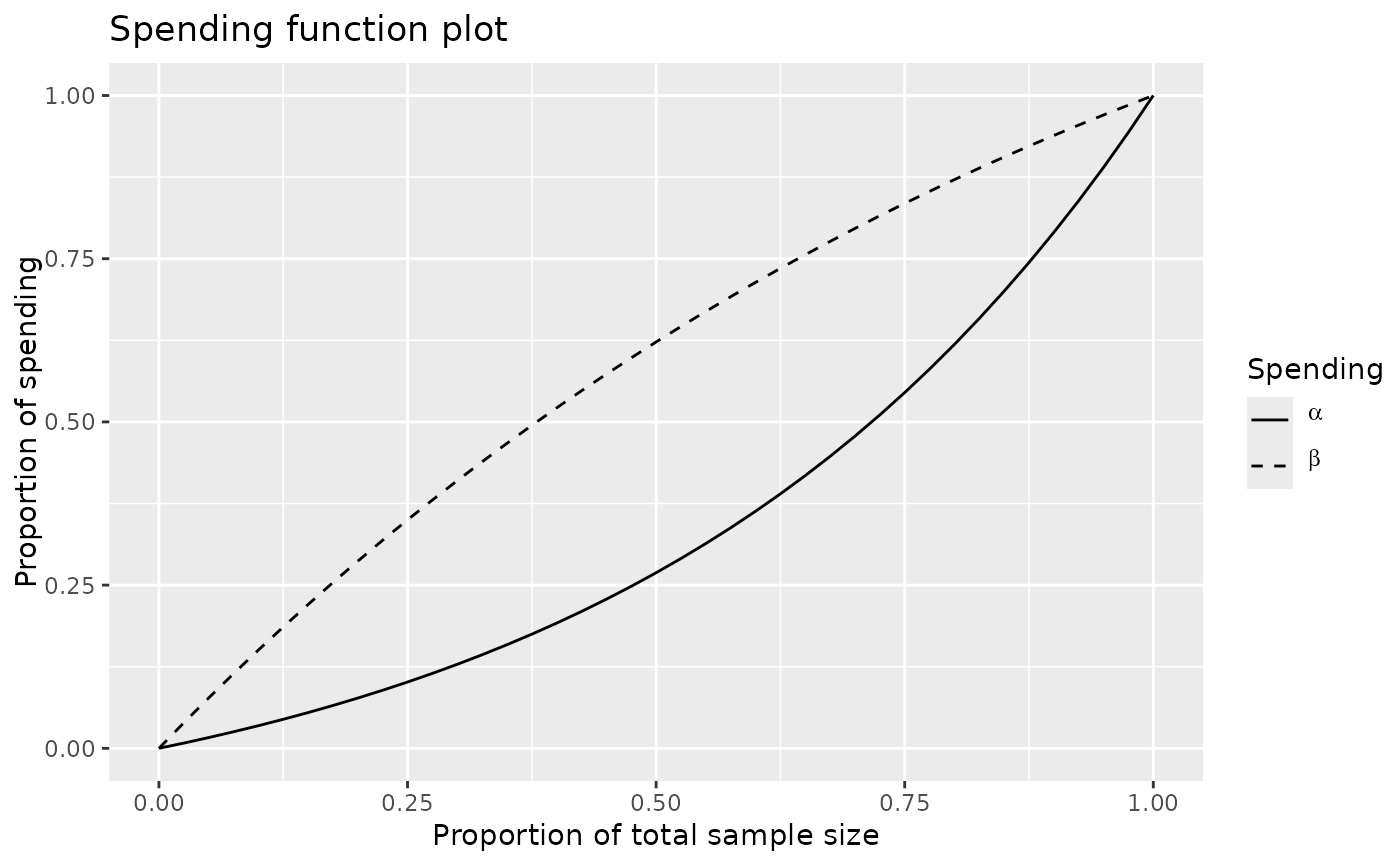 Spending function plot
1.00
0.75
0.50
0.25
0.00
Proportion of spending
0.00 0.25 0.50 0.75 1.00
Proportion of total sample size
Spending
α
β